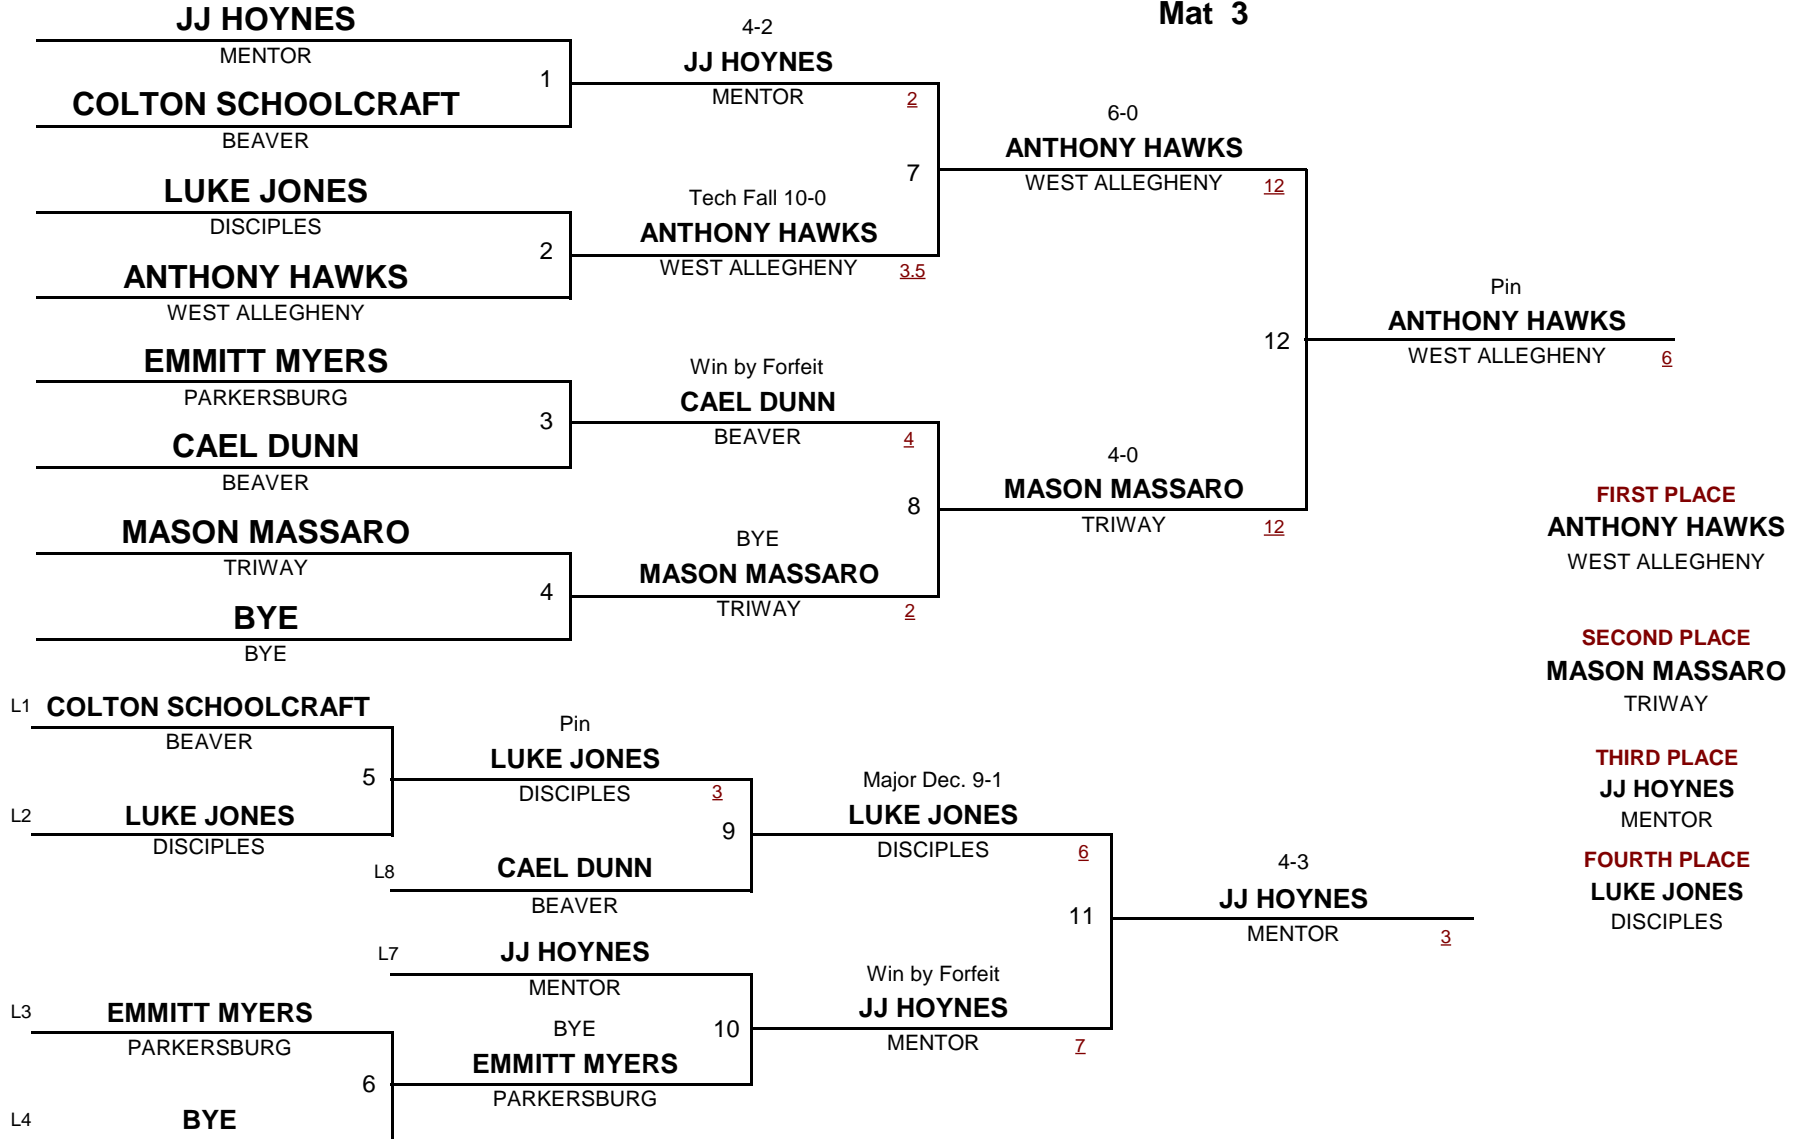 Mat 3
JJ HOYNES
MENTOR
1
COLTON SCHOOLCRAFT
BEAVER
4-2
JJ HOYNES
MENTOR
2
LUKE JONES
DISCIPLES
2
ANTHONY HAWKS
WEST ALLEGHENY
Tech Fall 10-0
ANTHONY HAWKS
WEST ALLEGHENY
3.5
7
6-0
ANTHONY HAWKS
WEST ALLEGHENY
12
EMMITT MYERS
PARKERSBURG
3
CAEL DUNN
BEAVER
Win by Forfeit
CAEL DUNN
BEAVER
4
MASON MASSARO
TRIWAY
4
BYE
BYE
BYE
MASON MASSARO
TRIWAY
2
8
4-0
MASON MASSARO
TRIWAY
12
12
Pin
ANTHONY HAWKS
WEST ALLEGHENY
6
FIRST PLACE
ANTHONY HAWKS
WEST ALLEGHENY
SECOND PLACE
MASON MASSARO
TRIWAY
THIRD PLACE
JJ HOYNES
MENTOR
FOURTH PLACE
LUKE JONES
DISCIPLES
L1 COLTON SCHOOLCRAFT
BEAVER
5
L2 LUKE JONES
DISCIPLES
Pin
LUKE JONES
DISCIPLES
3
9
L8 CAEL DUNN
BEAVER
Major Dec. 9-1
LUKE JONES
DISCIPLES
6
L7 JJ HOYNES
MENTOR
L3 EMMITT MYERS
PARKERSBURG
6
L4 BYE
BYE
EMMITT MYERS
PARKERSBURG
10
Win by Forfeit
JJ HOYNES
MENTOR
7
11
4-3
JJ HOYNES
MENTOR
3